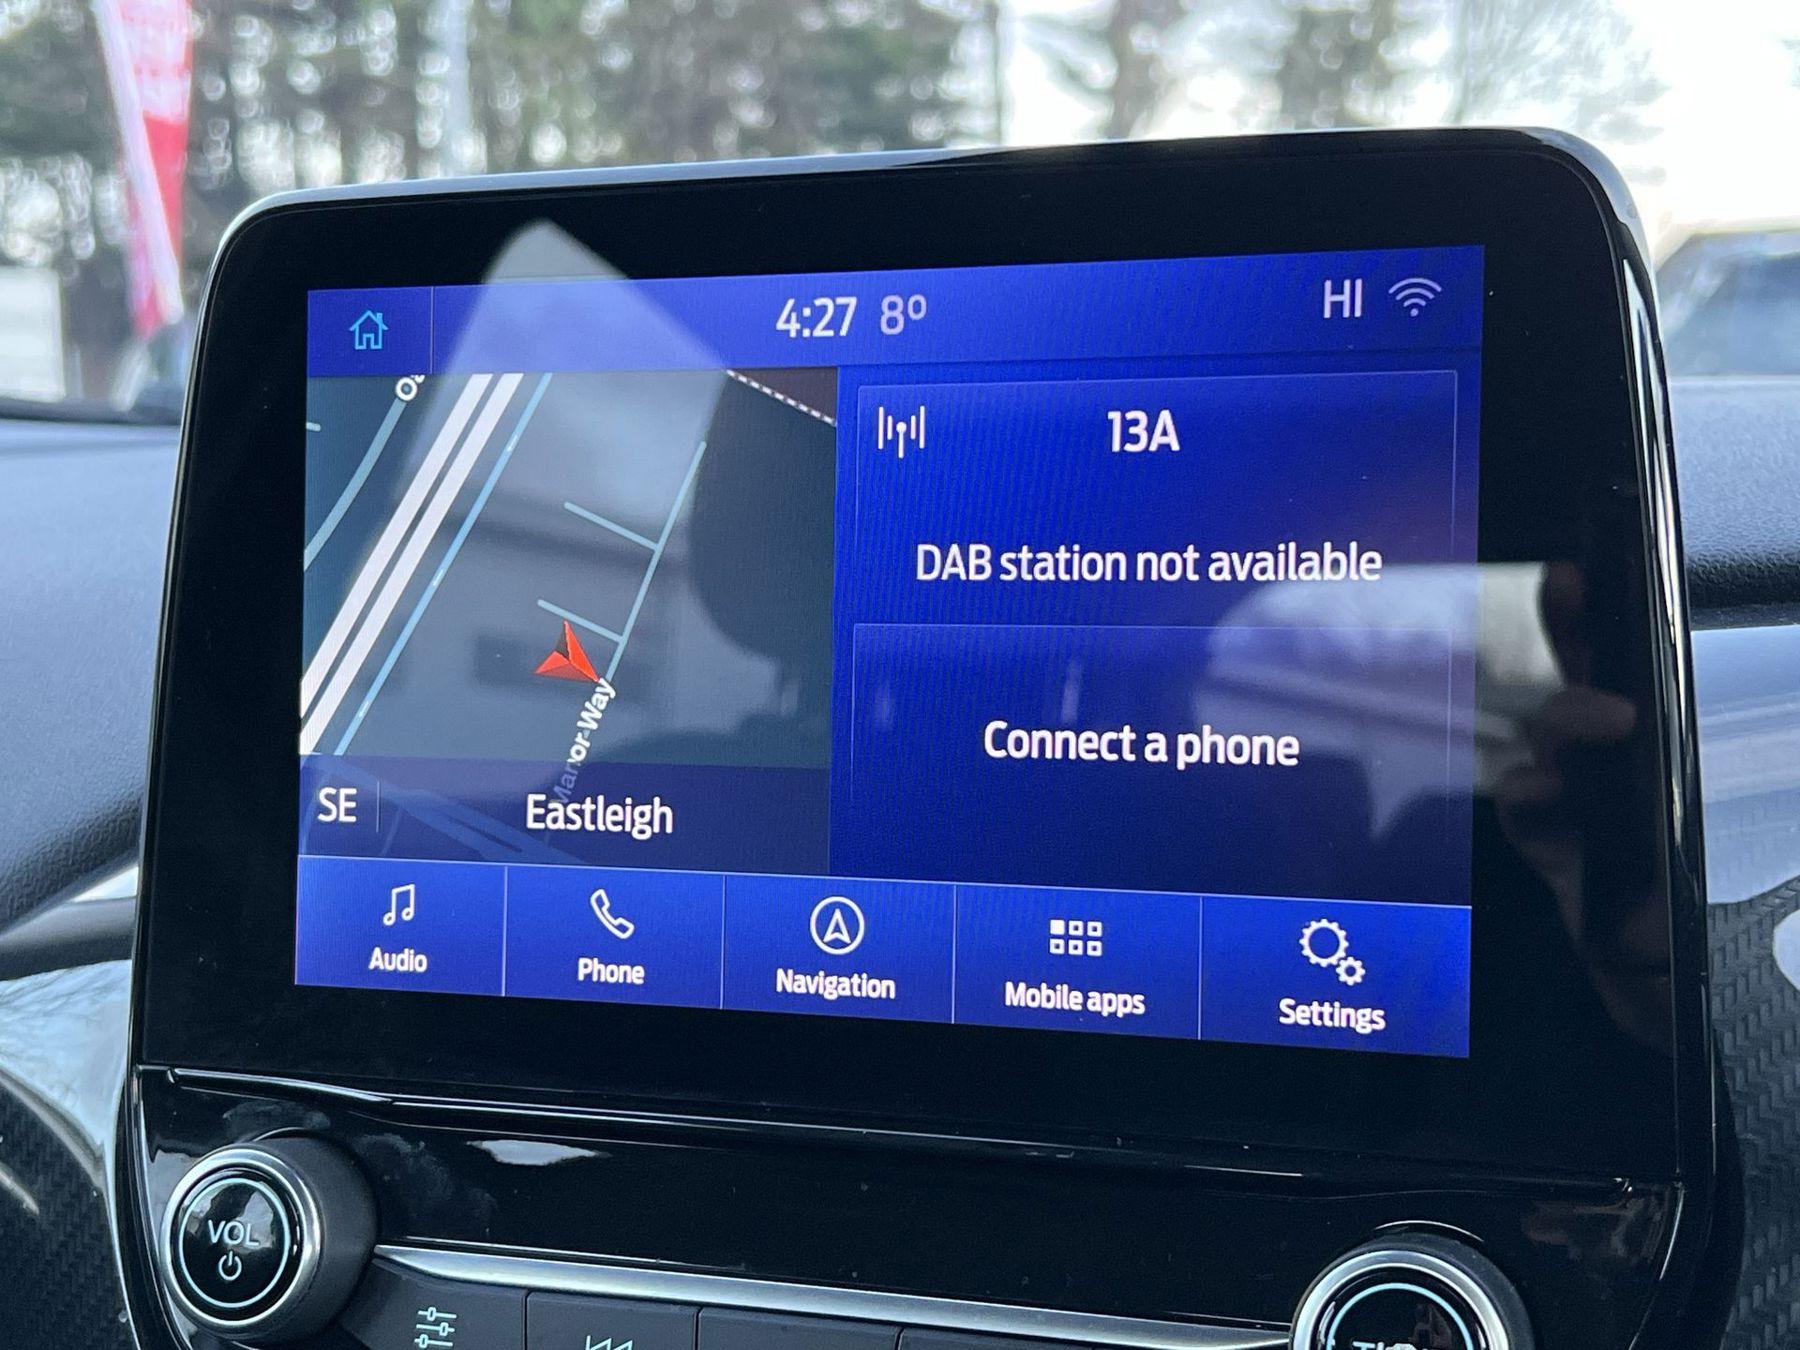 4:27 8°
HI
13A
DAB station not available
Connect a phone
Manor Way
SE
Eastleigh
Audio
Phone
Navigation
Mobile apps
Settings
VOL